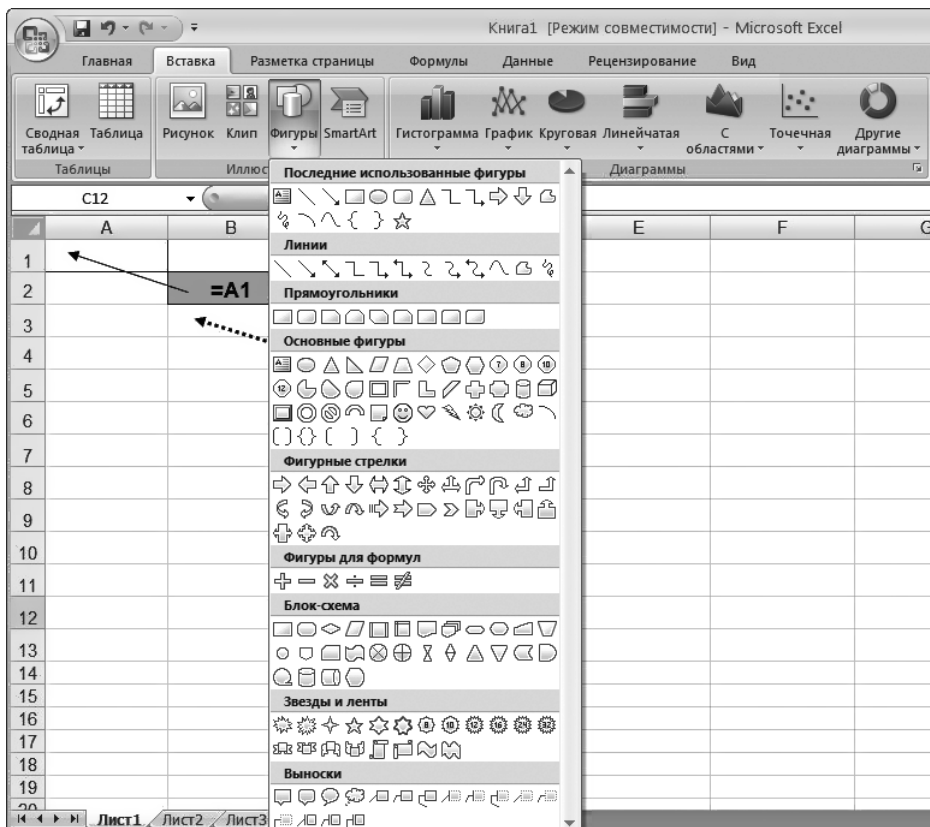 Книга1 [Режим совместимости] - Microsoft Excel
Главная Вставка Разметка страницы Формулы Данные Рецензирование Вид
Сводная таблица Таблица Рисунок Клип Фигуры SmartArt Гистограмма График Круговая Линейчатая С областями Точечная Другие диаграммы
Таблицы Иллюс Диаграммы
C12
Последние использованные фигуры
A B E F G
Линии
1
2 =A1
Прямоугольники
3
Основные фигуры
4
5
6
7
Фигурные стрелки
8
9
10
Фигуры для формул
11
12
Блок-схема
13
14
15
Звезды и ленты
16
17
18
Выноски
19
20
Лист1 Лист2 Лист3